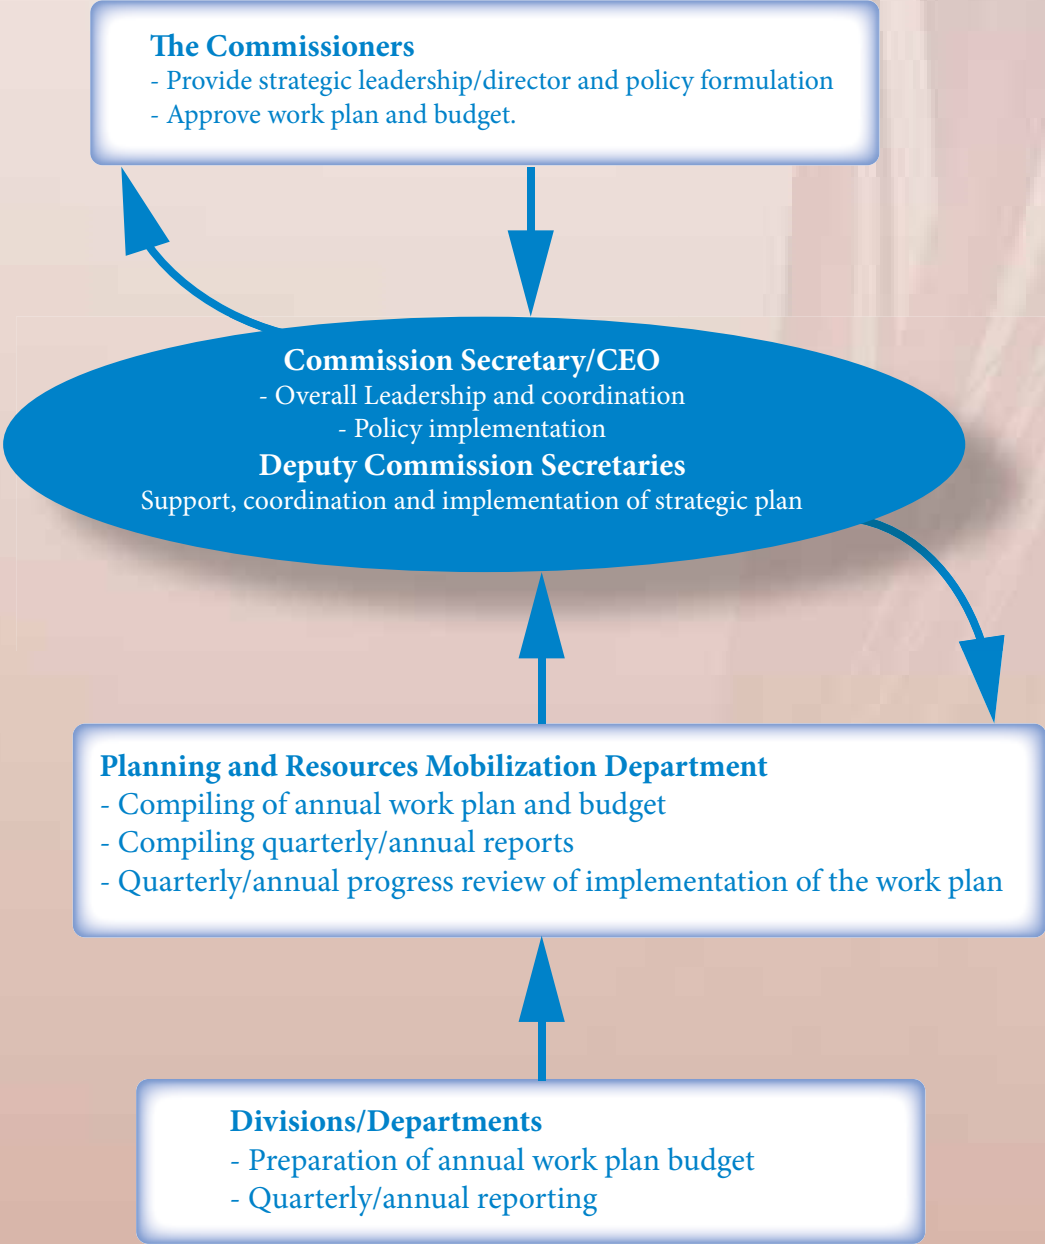 The Commissioners
- Provide strategic leadership/director and policy formulation
- Approve work plan and budget.
Commission Secretary/CEO
- Overall Leadership and coordination
- Policy implementation
Deputy Commission Secretaries
Support, coordination and implementation of strategic plan
Planning and Resources Mobilization Department
- Compiling of annual work plan and budget
- Compiling quarterly/annual reports
- Quarterly/annual progress review of implementation of the work plan
Divisions/Departments
- Preparation of annual work plan budget
- Quarterly/annual reporting